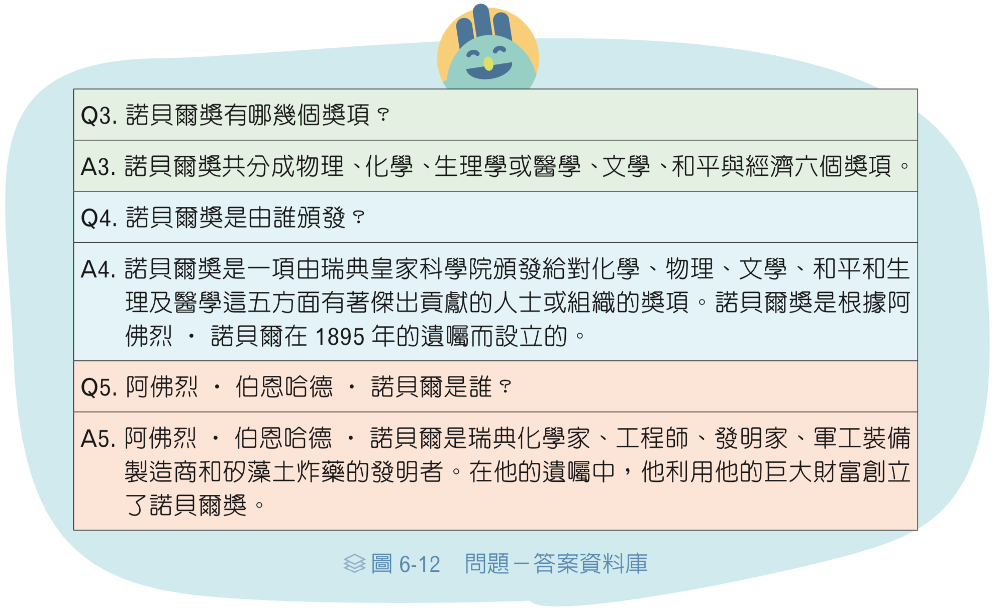 Q3. 諾貝爾獎有哪幾個獎項？
A3. 諾貝爾獎共分成物理、化學、生理學或醫學、文學、和平與經濟六個獎項。
Q4. 諾貝爾獎是由誰頒發？
A4. 諾貝爾獎是一項由瑞典皇家科學院頒發給對化學、物理、文學、和平和生
理及醫學這五方面有著傑出貢獻的人士或組織的獎項。諾貝爾獎是根據阿
佛烈 · 諾貝爾在 1895 年的遺囑而設立的。
Q5. 阿佛烈 · 伯恩哈德 · 諾貝爾是誰？
A5. 阿佛烈 · 伯恩哈德 · 諾貝爾是瑞典化學家、工程師、發明家、軍工裝備
製造商和矽藻土炸藥的發明者。在他的遺囑中，他利用他的巨大財富創立
了諾貝爾獎。
圖 6-12　問題－答案資料庫